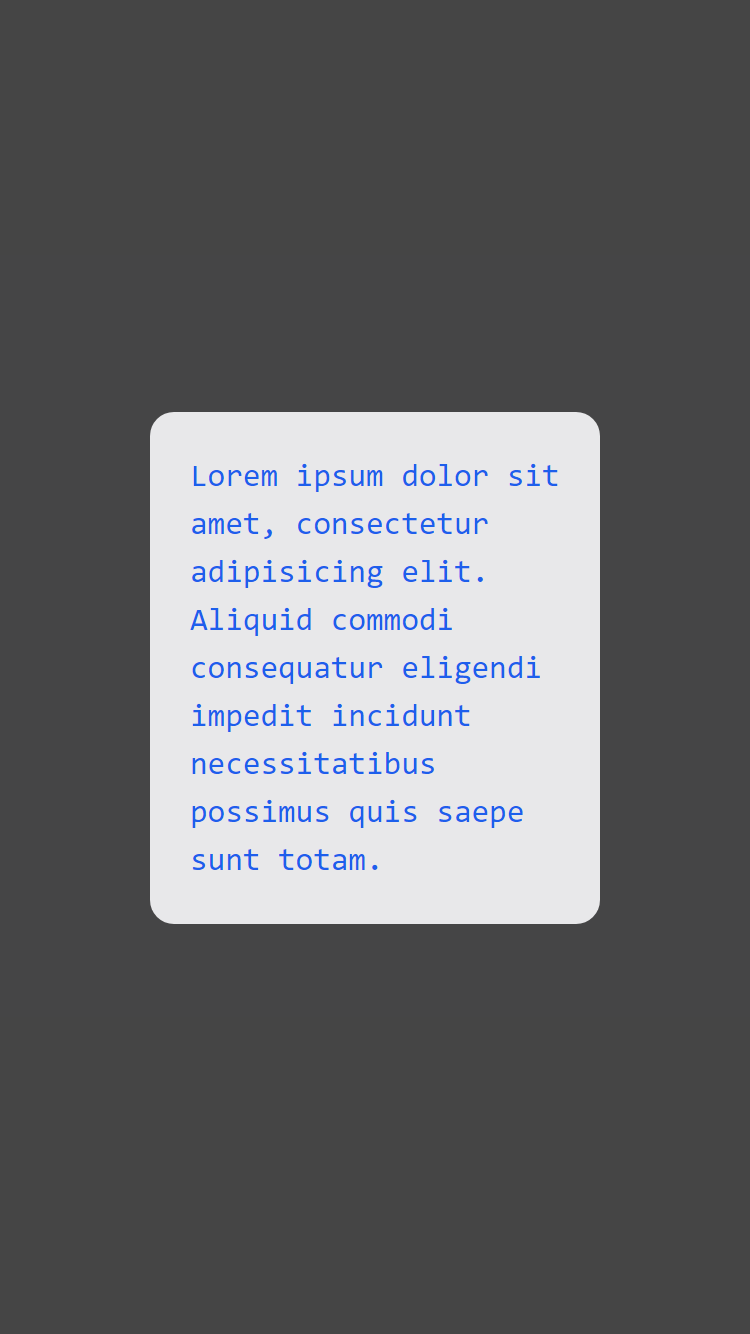 Lorem ipsum dolor sit
amet, consectetur
adipisicing elit.
Aliquid commodi
consequatur eligendi
impedit incidunt
necessitatibus
possimus quis saepe
sunt totam.